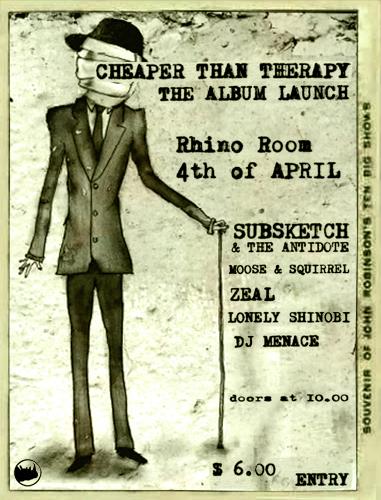 CHEAPER THAN THERAPY
THE ALBUM LAUNCH
Rhino Room
4th of APRIL
SUBSKETCH
& THE ANTIDOTE
MOOSE & SQUIRREL
ZEAL
LONELY SHINOBI
DJ MENACE
doors at 10.00
$ 6.00
ENTRY
SOUVENIR OF JOHN ROBINSON'S TEN BIG SHOWS